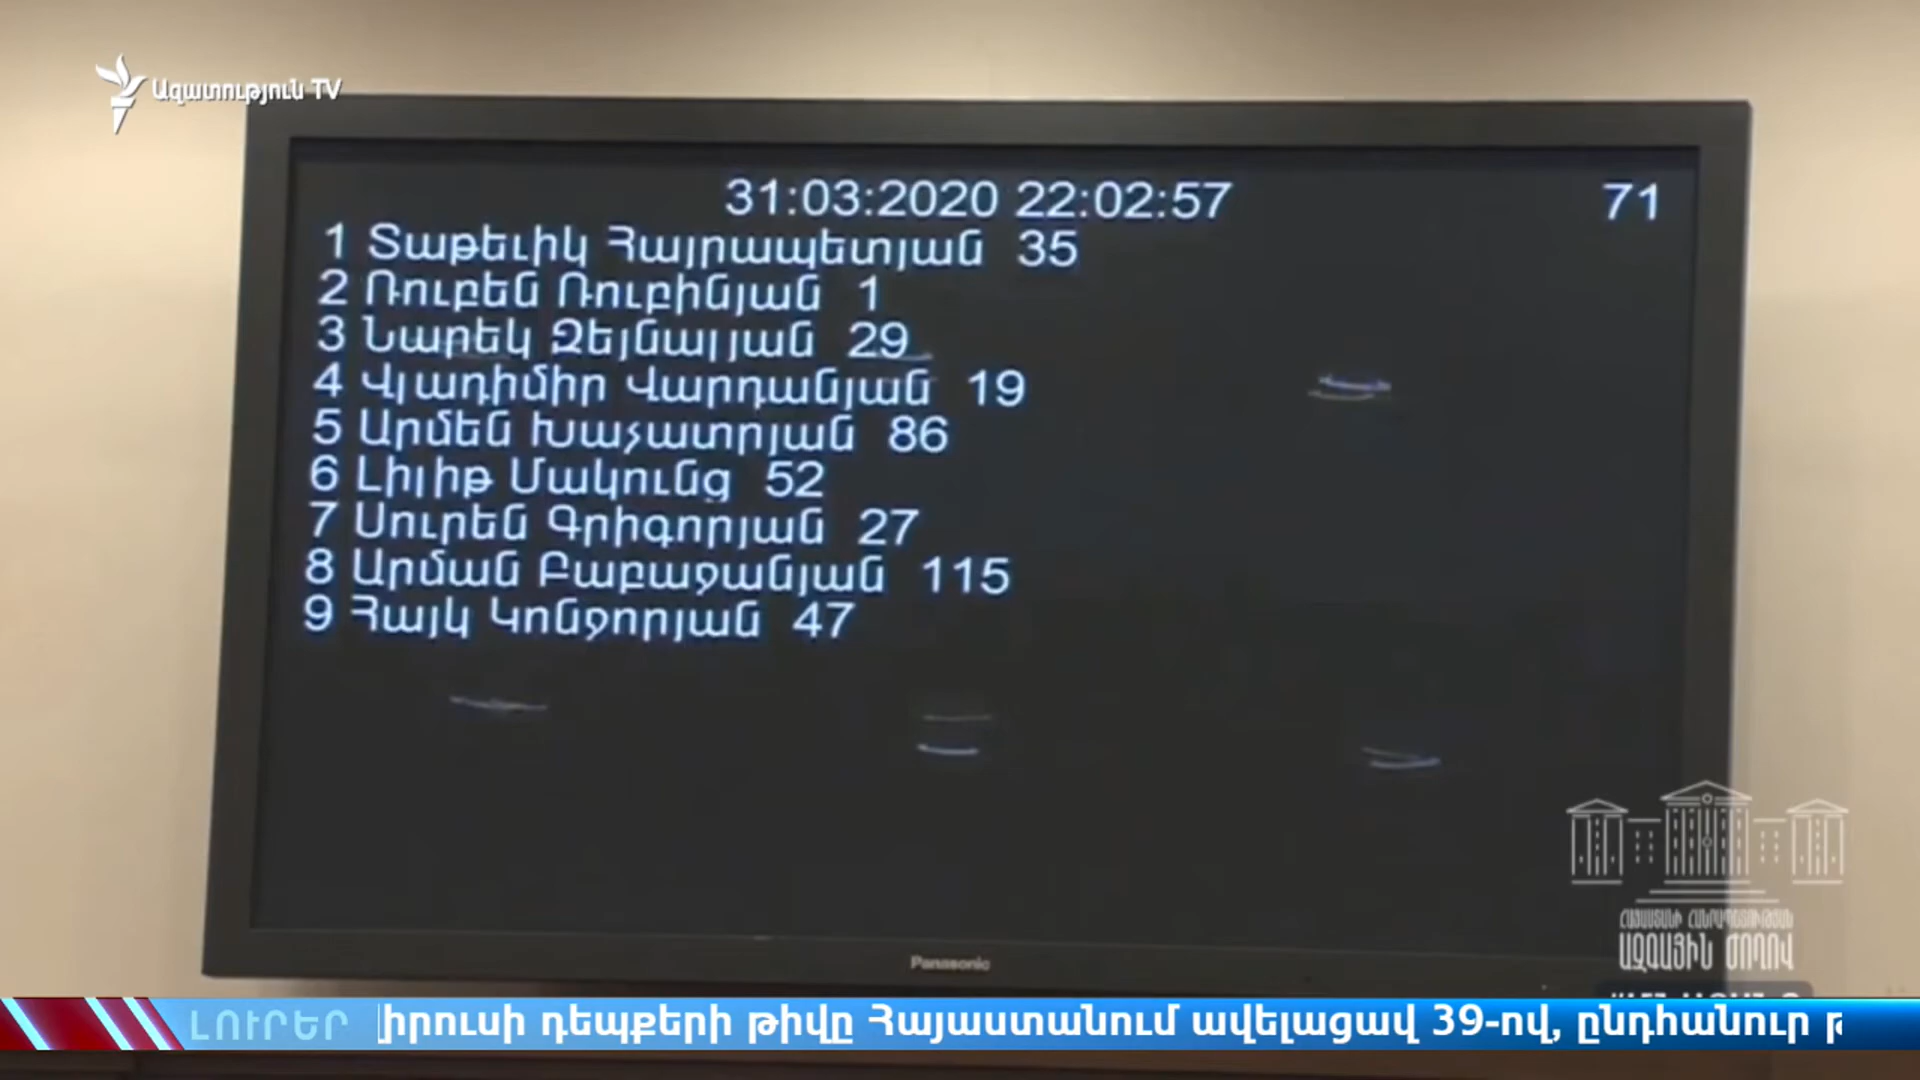 Ազատություն TV
31:03:2020 22:02:57 71
1 Տաթեւիկ Հայրապետյան 35
2 Ռուբեն Ռուբինյան 1
3 Նարեկ Զեյնալյան 29
4 Վլադիմիր Վարդանյան 19
5 Արմեն Խաչատրյան 86
6 Լիլիթ Մակունց 52
7 Սուրեն Գրիգորյան 27
8 Արման Բաբաջանյան 115
9 Հայկ Կոնջորյան 47
ՀԱՅԱՍՏԱՆԻ ՀԱՆՐԱՊԵՏՈՒԹՅԱՆ
ԱԶԳԱՅԻՆ ԺՈՂՈՎ
Panasonic
ԼՈՒՐԵՐ իրուսի դեպքերի թիվը Հայաստանում ավելացավ 39-ով, ընդհանուր թ